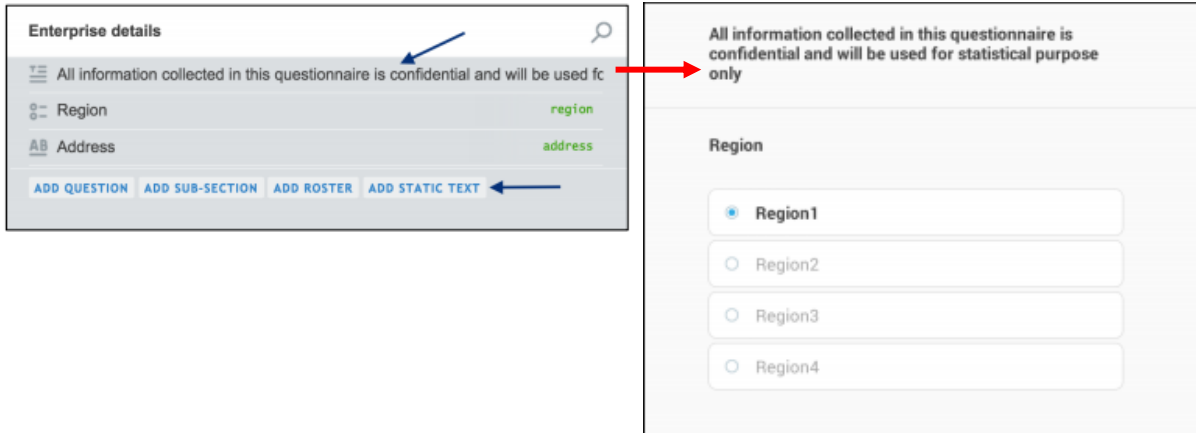 Enterprise details
All information collected in this questionnaire is confidential and will be used fo
Region region
AB Address address
ADD QUESTION ADD SUB-SECTION ADD ROSTER ADD STATIC TEXT
All information collected in this questionnaire is
confidential and will be used for statistical purpose
only
Region
Region1
Region2
Region3
Region4